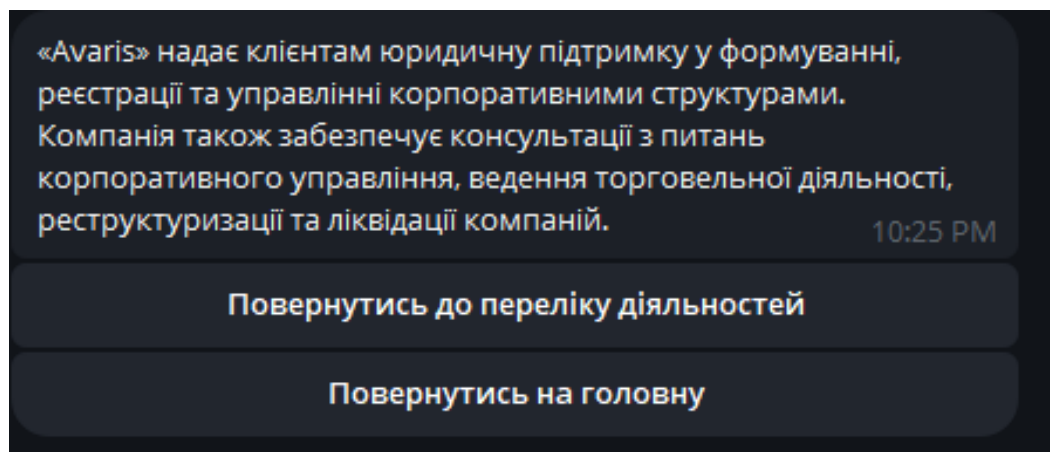 «Avaris» надає клієнтам юридичну підтримку у формуванні,
реєстрації та управлінні корпоративними структурами.
Компанія також забезпечує консультації з питань
корпоративного управління, ведення торговельної діяльності,
реструктуризації та ліквідації компаній.
10:25 PM
Повернутись до переліку діяльностей
Повернутись на головну